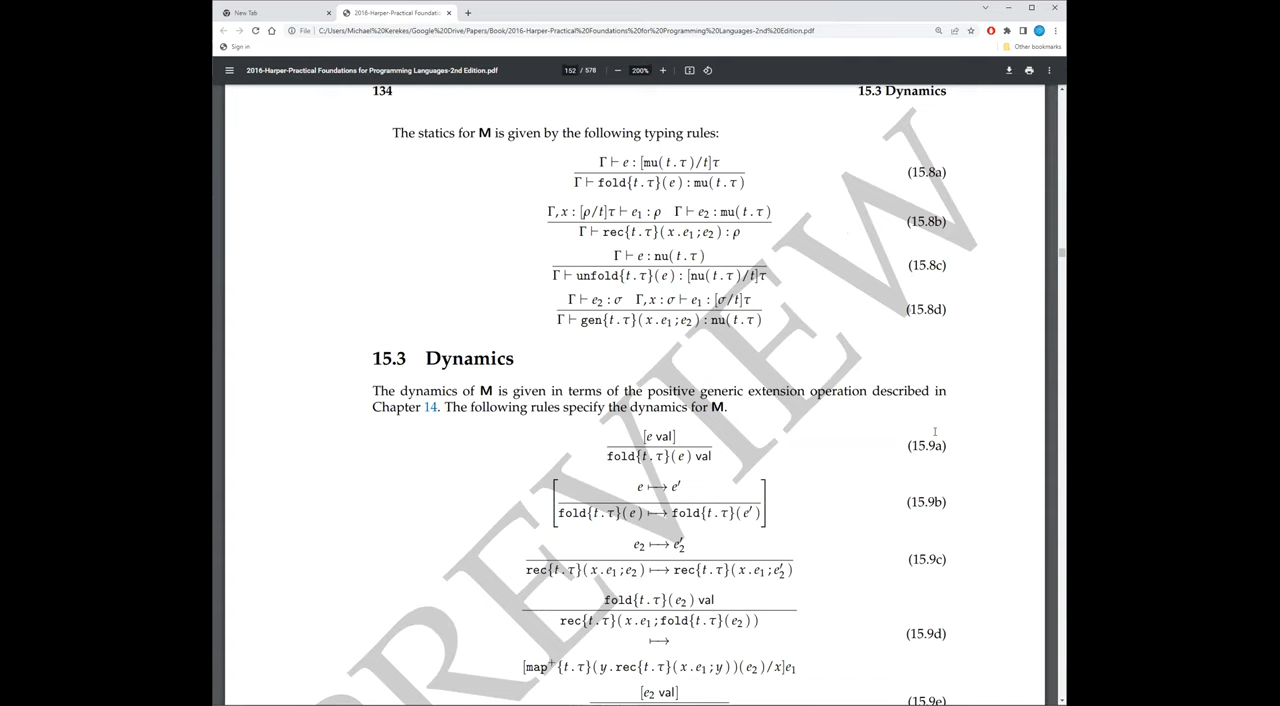 New Tab
2016-Harper-Practical Foundatio
File
C:/Users/Michael%20Kerekes/Google%20Drive/Papers/Book/2016-Harper-Practical%20Foundations%20for%20Programming%20Languages-2nd%20Edition.pdf
Sign in
Other bookmarks
2016-Harper-Practical Foundations for Programming Languages-2nd Edition.pdf
152 / 578
200%
134
15.3 Dynamics
The statics for M is given by the following typing rules:
Γ ⊢ e : [mu(t.τ)/t]τ
Γ ⊢ fold{t.τ}(e) : mu(t.τ)
(15.8a)
Γ, x : [ρ/t]τ ⊢ e₁ : ρ Γ ⊢ e₂ : mu(t.τ)
Γ ⊢ rec{t.τ}(x.e₁;e₂) : ρ
(15.8b)
Γ ⊢ e : nu(t.τ)
Γ ⊢ unfold{t.τ}(e) : [nu(t.τ)/t]τ
(15.8c)
Γ ⊢ e₂ : σ Γ, x : σ ⊢ e₁ : [σ/t]τ
Γ ⊢ gen{t.τ}(x.e₁;e₂) : nu(t.τ)
(15.8d)
15.3 Dynamics
The dynamics of M is given in terms of the positive generic extension operation described in
Chapter 14. The following rules specify the dynamics for M.
[e val]
fold{t.τ}(e) val
(15.9a)
e ⟼ e′
fold{t.τ}(e) ⟼ fold{t.τ}(e′)
(15.9b)
e₂ ⟼ e₂′
rec{t.τ}(x.e₁;e₂) ⟼ rec{t.τ}(x.e₁;e₂′)
(15.9c)
fold{t.τ}(e₂) val
rec{t.τ}(x.e₁;fold{t.τ}(e₂))
⟼
(15.9d)
[map⁺{t.τ}(y.rec{t.τ}(x.e₁;y))(e₂)/x]e₁
[e₂ val]
(15.9e)
PREVIEW